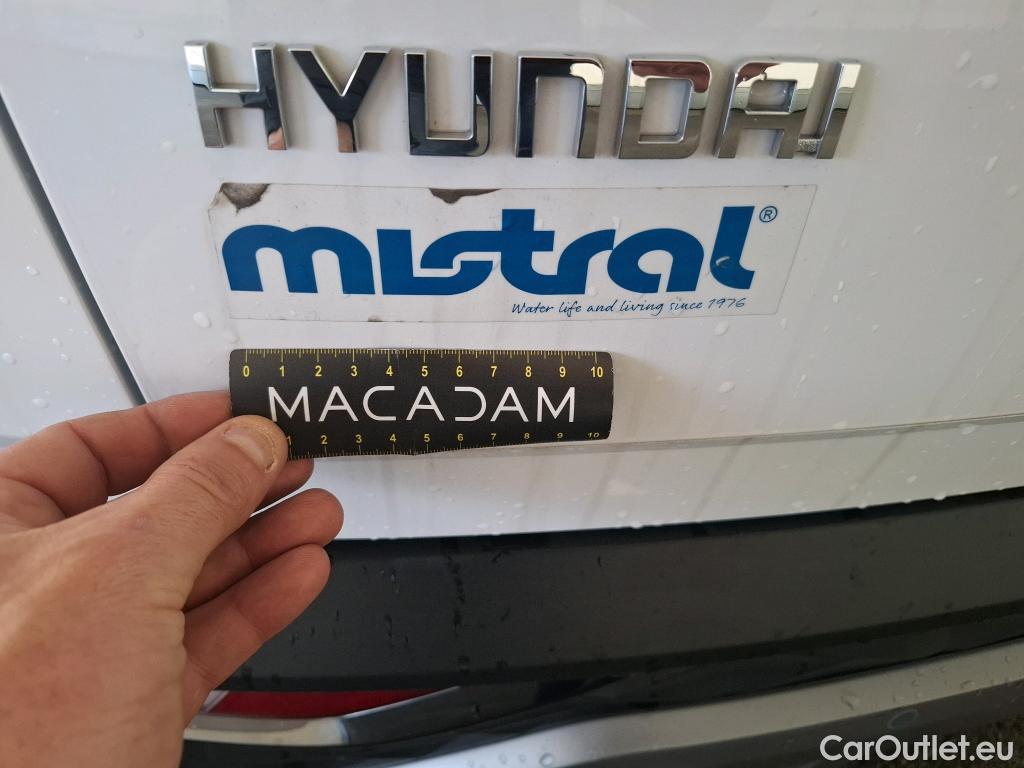 HYUNDAI
mistral®
Water life and living since 1976
0 1 2 3 4 5 6 7 8 9 10
MACADAM
1 2 3 4 5 6 7 8 9 10
CarOutlet.eu